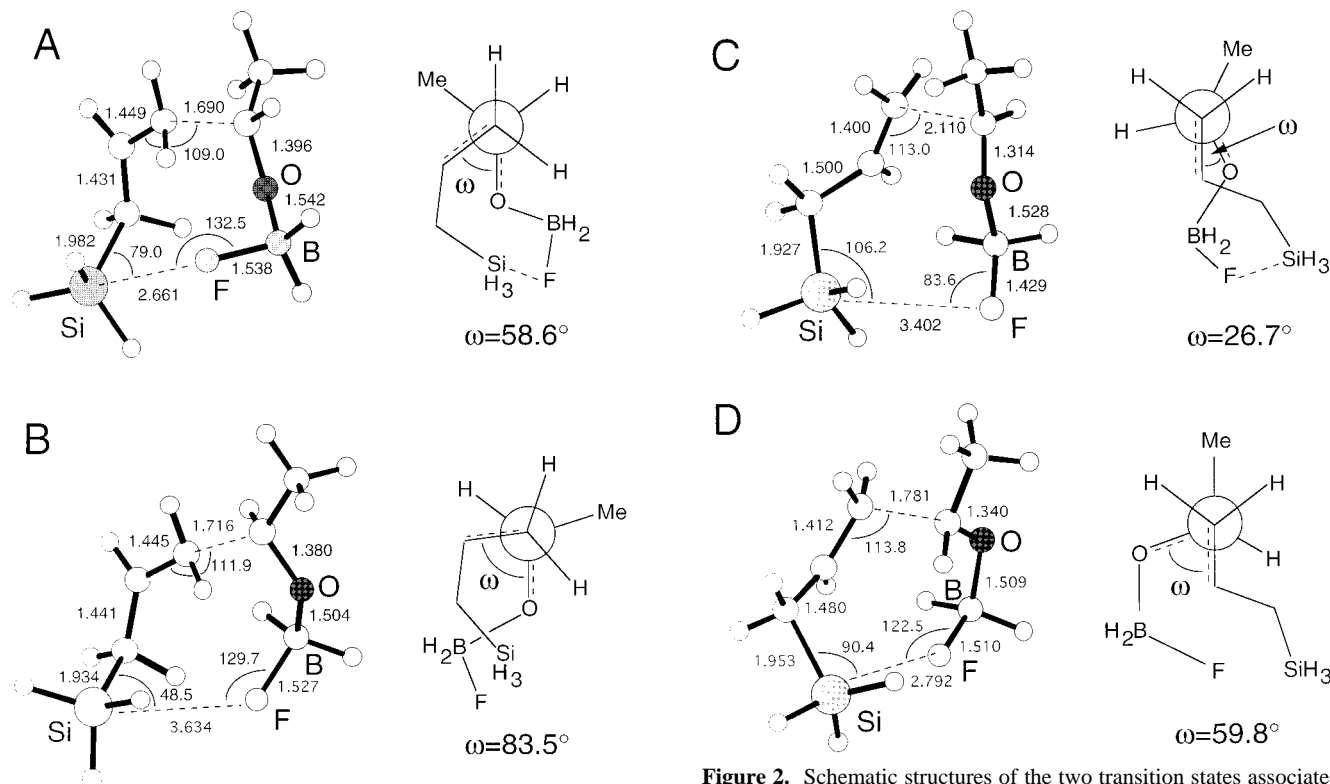 A
1.449
1.690
109.0
1.396
1.431
O
1.542
132.5
1.982
79.0
B
1.538
2.661
F
Si
H
Me
H
H
ω
O
BH2
Si
H3
F
ω=58.6°
B
1.716
1.445
111.9
1.380
O
1.441
1.504
B
129.7
1.934
48.5
1.527
Si
3.634
F
H
H
Me
H
ω
O
H2B
Si
H3
F
ω=83.5°
C
1.400
2.110
113.0
1.314
1.500
O
1.528
1.927
106.2
B
83.6
1.429
Si
3.402
F
Me
H
H
H
ω
O
BH2
F
SiH3
ω=26.7°
D
1.781
1.412
1.340
113.8
O
B
1.509
1.480
122.5
90.4
1.510
1.953
F
2.792
Si
Me
H
H
O
H
ω
H2B
F
SiH3
ω=59.8°
Figure 2. Schematic structures of the two transition states associate